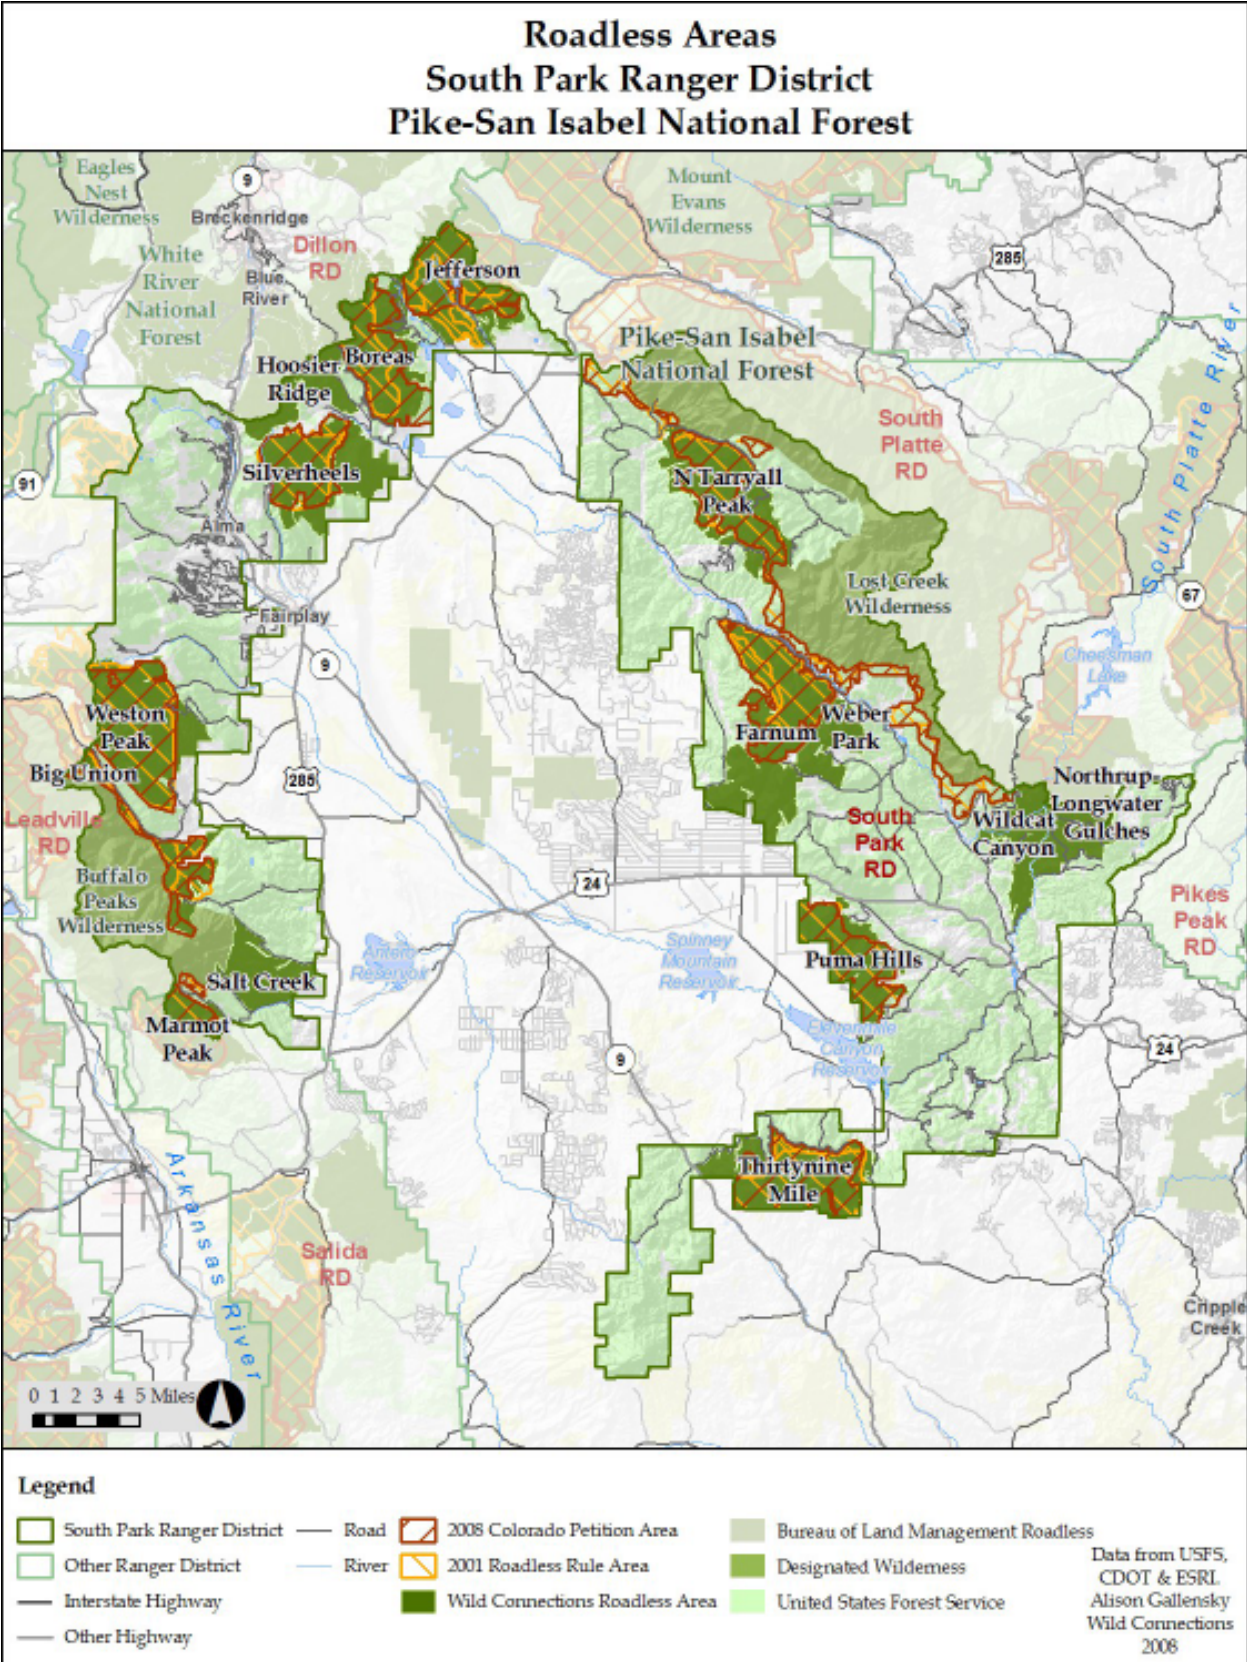 Roadless Areas
South Park Ranger District
Pike-San Isabel National Forest
Eagles
Nest
Wilderness
9
Breckenridge
Dillon
RD
White
River
National
Forest
Blue
River
Mount
Evans
Wilderness
285
Jefferson
Pike-San Isabel
National Forest
Hoosier
Ridge
Boreas
South
Platte
RD
South Platte River
Silverheels
N Tarryall
Peak
91
Alma
Lost Creek
Wilderness
67
Fairplay
9
Cheesman
Lake
Weston
Peak
Farnum
Weber
Park
Big Union
285
Northrup-
Longwater
Gulches
Leadville
RD
South
Park
RD
Wildcat
Canyon
Buffalo
Peaks
Wilderness
24
Pikes
Peak
RD
Antero
Reservoir
Spinney
Mountain
Reservoir
Puma Hills
Salt Creek
Marmot
Peak
Elevenmile
Canyon
Reservoir
9
24
Thirtynine
Mile
Arkansas River
Salida
RD
Cripple
Creek
0 1 2 3 4 5 Miles
Legend
South Park Ranger District
Other Ranger District
Interstate Highway
Other Highway
Road
River
2008 Colorado Petition Area
2001 Roadless Rule Area
Wild Connections Roadless Area
Bureau of Land Management Roadless
Designated Wilderness
United States Forest Service
Data from USFS,
CDOT & ESRI.
Alison Gallensky
Wild Connections
2008